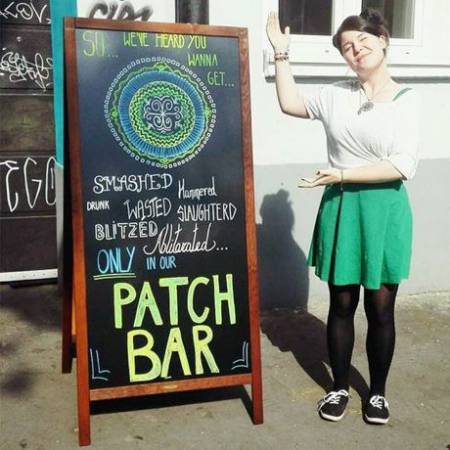 SO... WE'VE HEARD YOU
WANNA
GET...
SMASHED Hammered
DRUNK WASTED SLAUGHTERD
BLITZED Obliterated...
ONLY IN OUR
PATCH
BAR
EGO